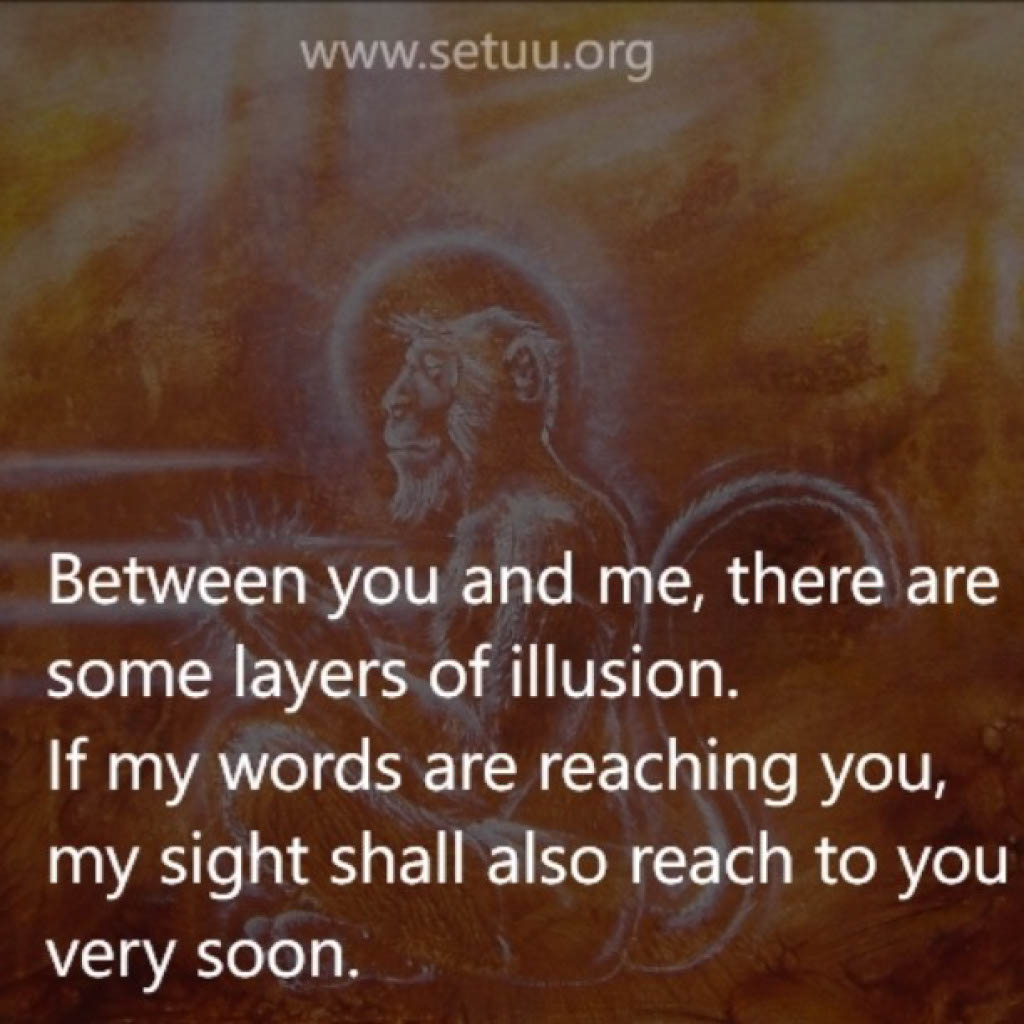 www.setuu.org
Between you and me, there are
some layers of illusion.
If my words are reaching you,
my sight shall also reach to you
very soon.